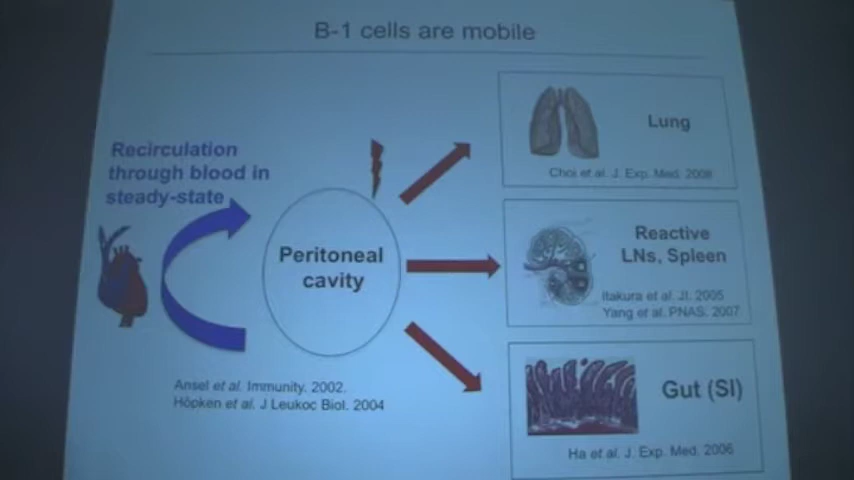 B-1 cells are mobile
Recirculation
through blood in
steady-state
Peritoneal
cavity
Ansel et al. Immunity. 2002.
Höpken et al. J Leukoc Biol. 2004
Lung
Choi et al. J. Exp. Med. 2008
Reactive
LNs, Spleen
Itakura et al. JI. 2005
Yang et al. PNAS. 2007
Gut (SI)
Ha et al. J. Exp. Med. 2006